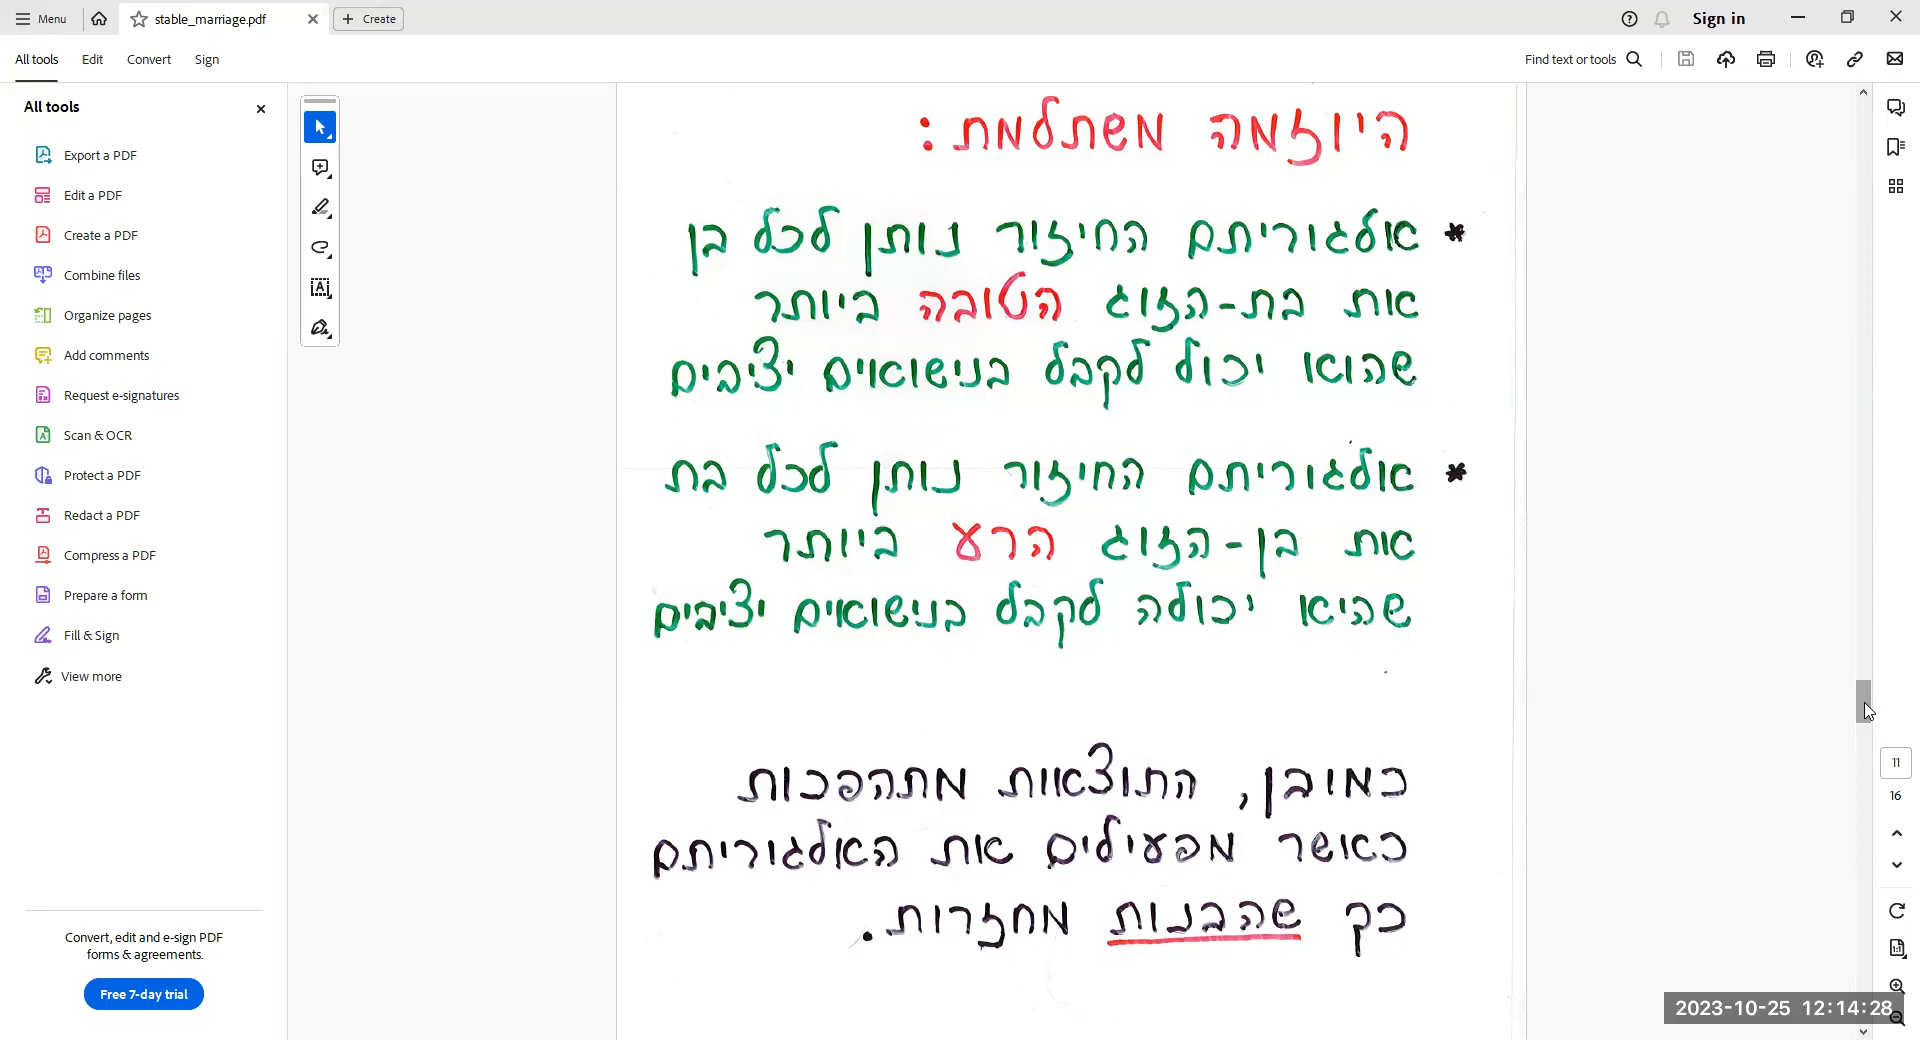 Menu
stable_marriage.pdf
Create
Sign in
All tools
Edit
Convert
Sign
Find text or tools
All tools
Export a PDF
Edit a PDF
Create a PDF
Combine files
Organize pages
Add comments
Request e-signatures
Scan & OCR
Protect a PDF
Redact a PDF
Compress a PDF
Prepare a form
Fill & Sign
View more
Convert, edit and e-sign PDF
forms & agreements.
Free 7-day trial
היוזמה משתלמת:
* אלגוריתם החיזור נותן לכל בן
את בת-הזוג הטובה ביותר
שהוא יכול לקבל בנישואים יציבים
* אלגוריתם החיזור נותן לכל בת
את בן-הזוג הרע ביותר
שהיא יכולה לקבל בנישואים יציבים
כמובן, התוצאות מתהפכות
כאשר מפעילים את האלגוריתם
כך שהבנות מחזרות.
11
16
2023-10-25 12:14:28